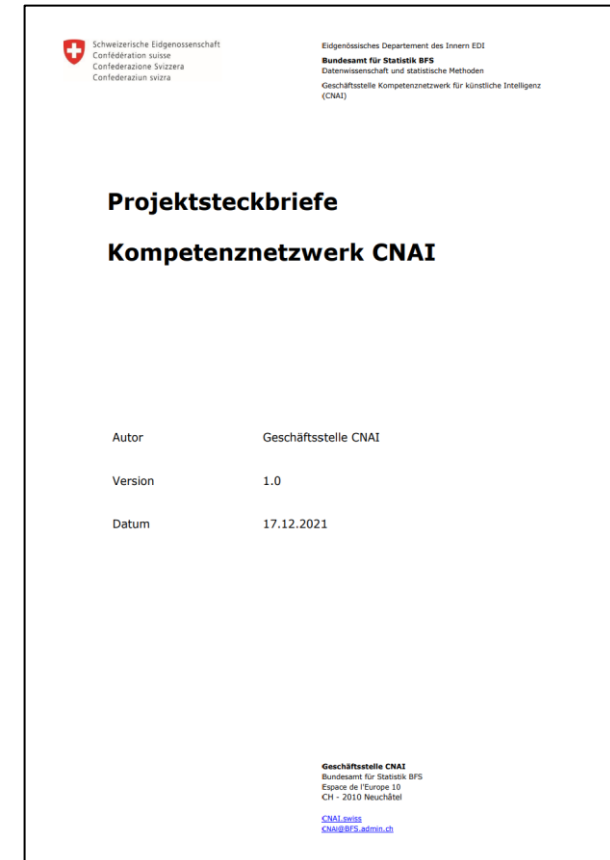 Schweizerische Eidgenossenschaft
Confédération suisse
Confederazione Svizzera
Confederaziun svizra
Eidgenössisches Departement des Innern EDI
Bundesamt für Statistik BFS
Datenwissenschaft und statistische Methoden
Geschäftsstelle Kompetenznetzwerk für künstliche Intelligenz
(CNAI)
Projektsteckbriefe
Kompetenznetzwerk CNAI
Autor Geschäftsstelle CNAI
Version 1.0
Datum 17.12.2021
Geschäftsstelle CNAI
Bundesamt für Statistik BFS
Espace de l'Europe 10
CH - 2010 Neuchâtel
CNAI.swiss
CNAI@BFS.admin.ch